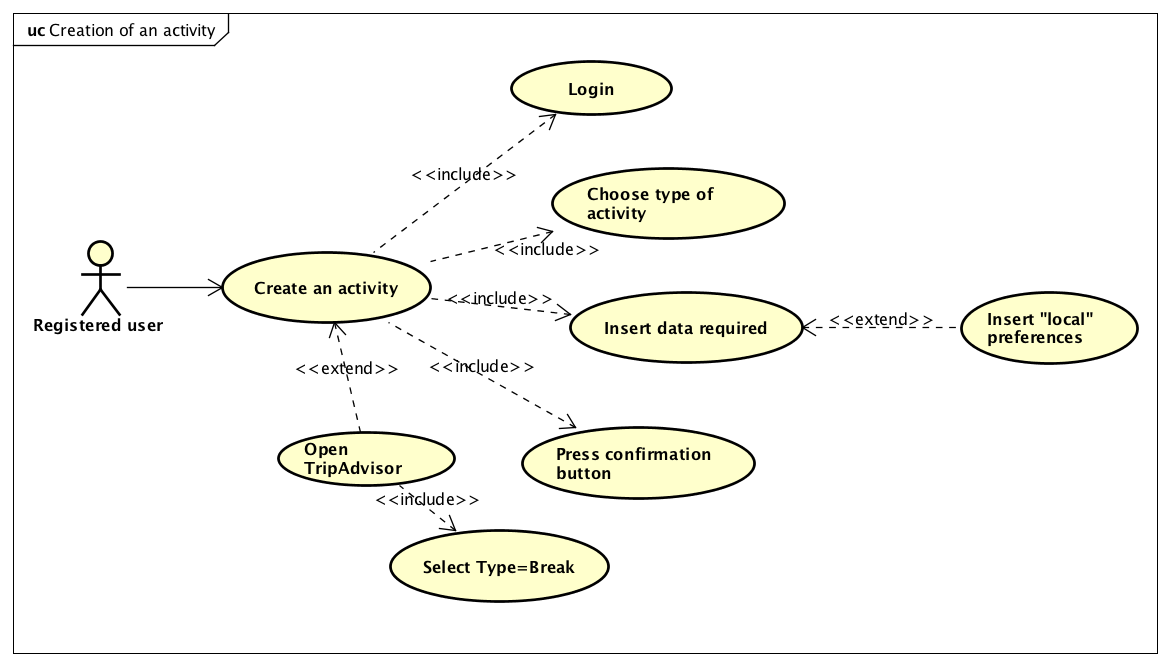 uc Creation of an activity
Login
<<include>>
Choose type of
activity
<<include>>
Create an activity
Registered user
<<include>>
Insert data required
<<extend>>
Insert "local"
preferences
<<extend>>
<<include>>
Open
TripAdvisor
Press confirmation
button
<<include>>
Select Type=Break